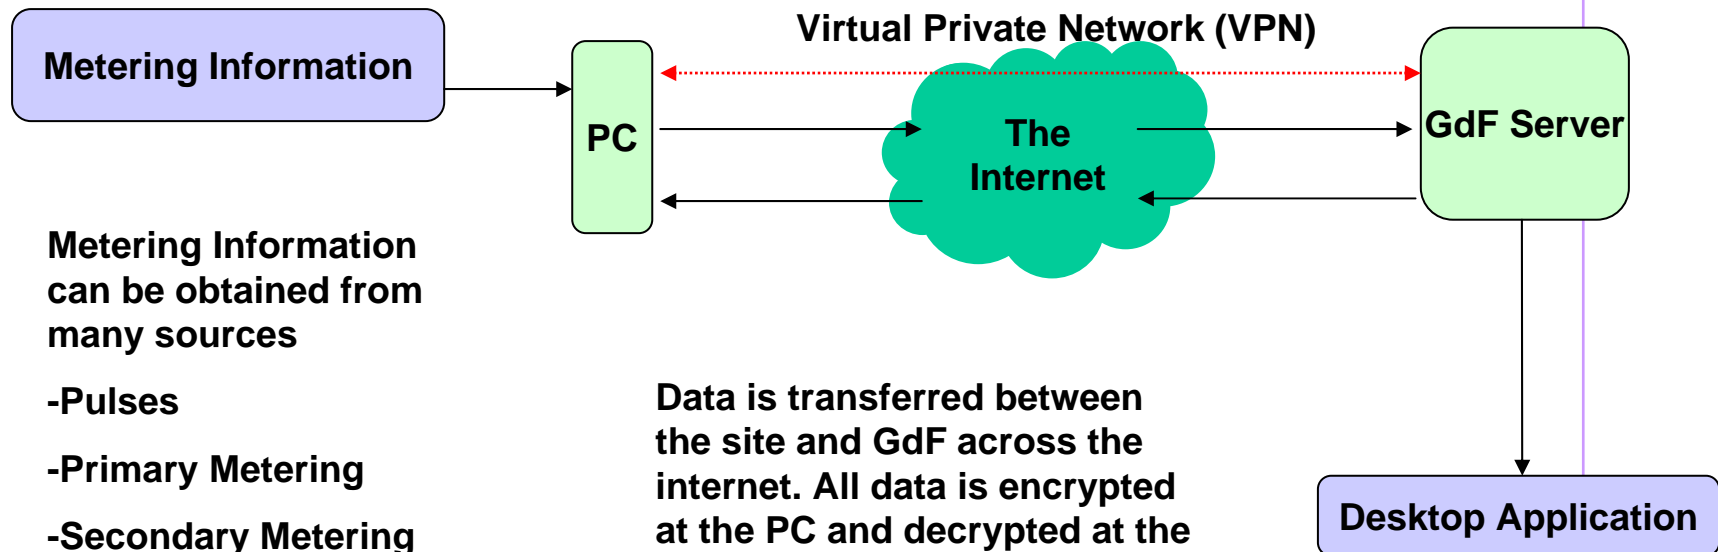 Virtual Private Network (VPN)
Metering Information
PC
The
Internet
GdF Server
Metering Information
can be obtained from
many sources
-Pulses
-Primary Metering
-Secondary Metering
Data is transferred between
the site and GdF across the
internet. All data is encrypted
at the PC and decrypted at the
Desktop Application